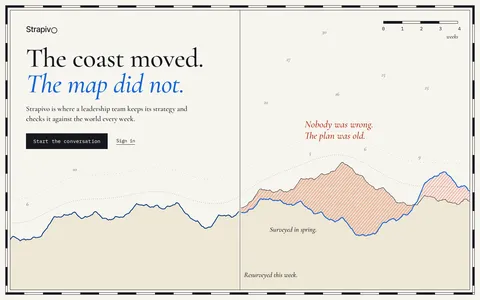 Strapivo
The coast moved.
The map did not.
Strapivo is where a leadership team keeps its strategy and
checks it against the world every week.
Start the conversation
Sign in
0 1 2 3 4
weeks
Nobody was wrong.
The plan was old.
Surveyed in spring.
Resurveyed this week.